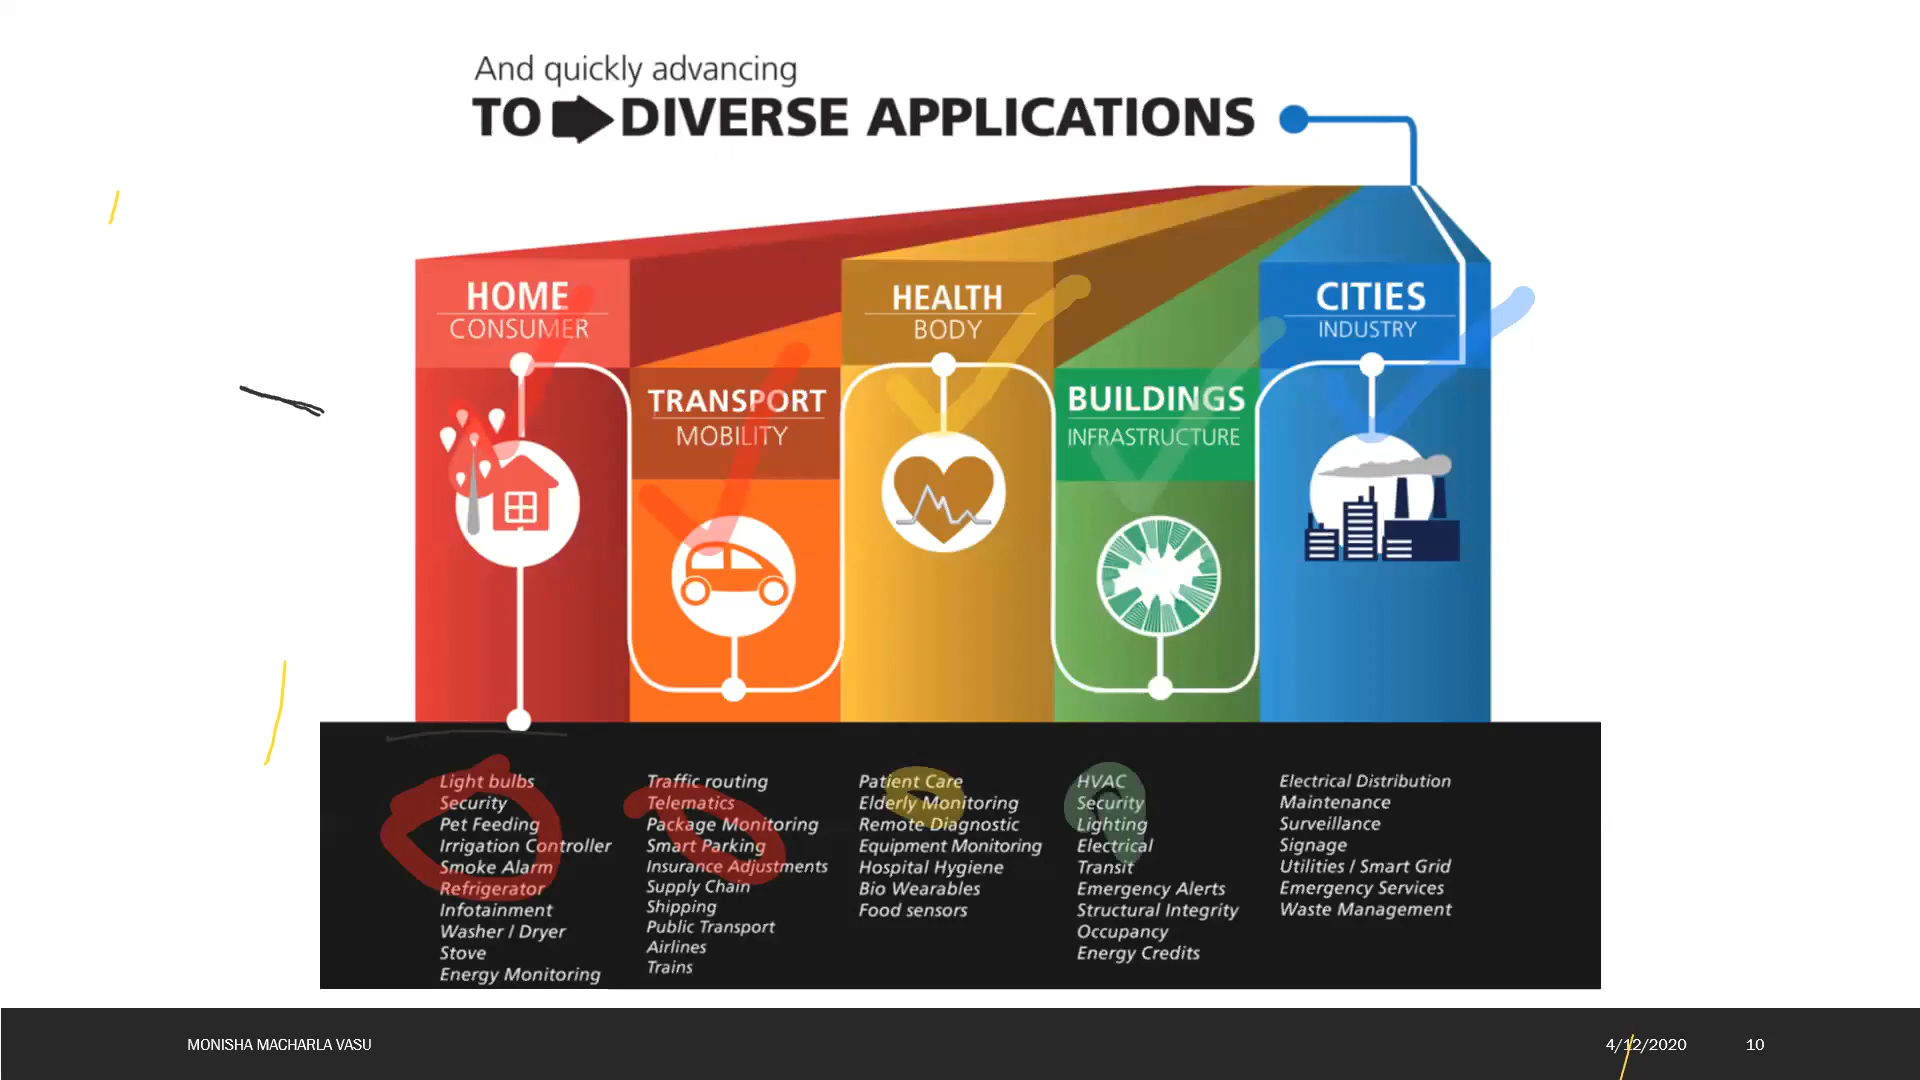 And quickly advancing
TO DIVERSE APPLICATIONS
HOME
CONSUMER
TRANSPORT
MOBILITY
HEALTH
BODY
BUILDINGS
INFRASTRUCTURE
CITIES
INDUSTRY
Light bulbs
Security
Pet Feeding
Irrigation Controller
Smoke Alarm
Refrigerator
Infotainment
Washer / Dryer
Stove
Energy Monitoring
Traffic routing
Telematics
Package Monitoring
Smart Parking
Insurance Adjustments
Supply Chain
Shipping
Public Transport
Airlines
Trains
Patient Care
Elderly Monitoring
Remote Diagnostic
Equipment Monitoring
Hospital Hygiene
Bio Wearables
Food sensors
HVAC
Security
Lighting
Electrical
Transit
Emergency Alerts
Structural Integrity
Occupancy
Energy Credits
Electrical Distribution
Maintenance
Surveillance
Signage
Utilities / Smart Grid
Emergency Services
Waste Management
MONISHA MACHARLA VASU
4/12/2020
10